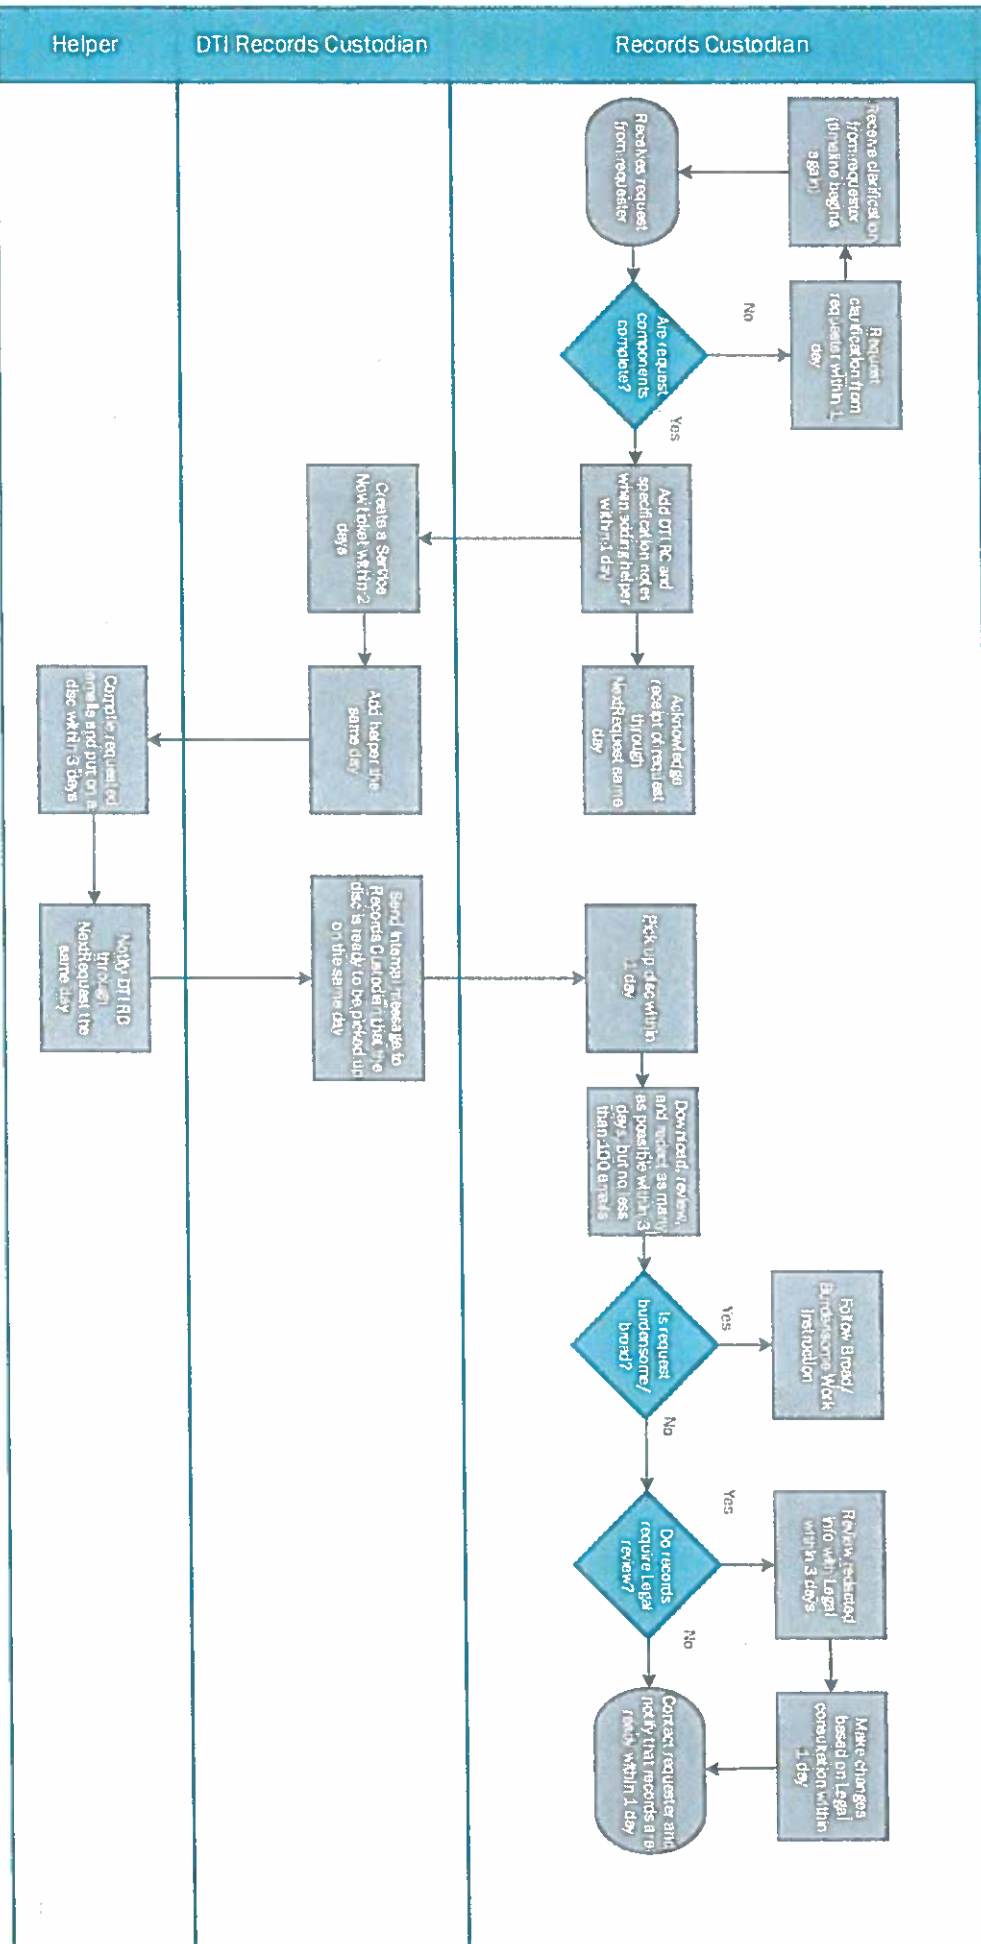 Helper
DTI Records Custodian
Records Custodian
Receive clarification
from requestor
(timeline begins
again)
Request
clarification from
requester within 1
day
Receives request
from requester
Are request
components
complete?
No
Yes
Add DTI RC and
specification notes
when adding helper
within 1 day
Acknowledge
receipt of request
through
NextRequest same
day
Create a Service
Now ticket within 2
days
Add helper the
same day
Compile requested
emails and put on a
disc within 3 days
Notify DTI RC
through
NextRequest the
same day
Send internal message to
Records Custodian that the
disc is ready to be picked up
on the same day
Pick up disc within
1 day
Download, review,
and redact as many
as possible within 3
days, but no less
than 100 emails
Is request
burdensome/
broad?
Yes
No
Follow Broad/
Burdensome Work
Instruction
Do records
require Legal
review?
Yes
No
Review redacted
info with Legal
within 3 days
Make changes
based on Legal
consultation within
1 day
Contact requester and
notify that records are
ready within 1 day